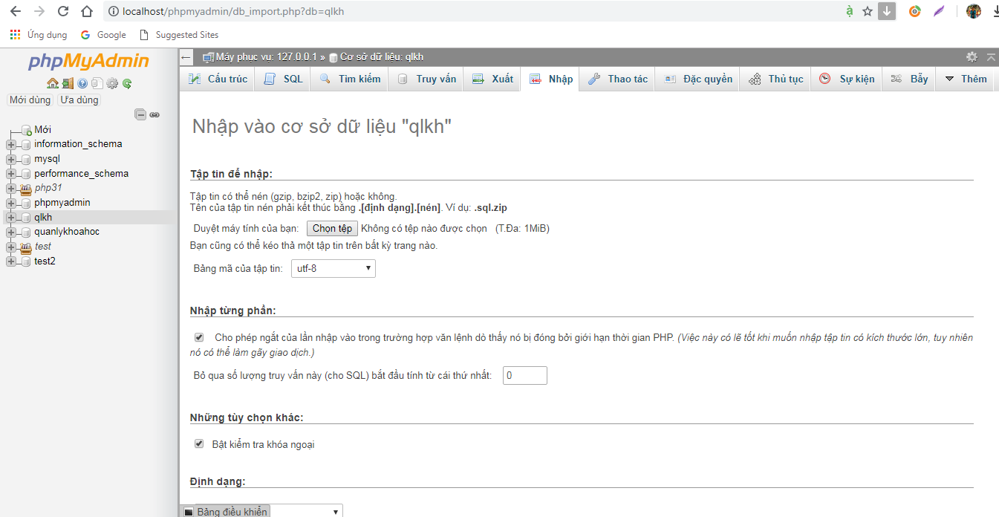 localhost/phpmyadmin/db_import.php?db=qlkh
Ứng dụng Google Suggested Sites
phpMyAdmin
Mới dùng Ưa dùng
Mới
information_schema
mysql
performance_schema
php31
phpmyadmin
qlkh
quanlykhoahoc
test
test2
Máy phục vụ: 127.0.0.1 » Cơ sở dữ liệu: qlkh
Cấu trúc SQL Tìm kiếm Truy vấn Xuất Nhập Thao tác Đặc quyền Thủ tục Sự kiện Bẫy Thêm
Nhập vào cơ sở dữ liệu "qlkh"
Tập tin để nhập:
Tập tin có thể nén (gzip, bzip2, zip) hoặc không.
Tên của tập tin nén phải kết thúc bằng .[định dạng].[nén]. Ví dụ: .sql.zip
Duyệt máy tính của bạn: Chọn tệp Không có tệp nào được chọn (T.Đa: 1MiB)
Bạn cũng có thể kéo thả một tập tin trên bất kỳ trang nào.
Bảng mã của tập tin: utf-8
Nhập từng phần:
Cho phép ngắt của lần nhập vào trong trường hợp văn lệnh dò thấy nó bị đóng bởi giới hạn thời gian PHP. (Việc này có lẽ tốt khi muốn nhập tập tin có kích thước lớn, tuy nhiên
nó có thể làm gãy giao dịch.)
Bỏ qua số lượng truy vấn này (cho SQL) bắt đầu tính từ cái thứ nhất: 0
Những tùy chọn khác:
Bật kiểm tra khóa ngoại
Định dạng:
Bảng điều khiển